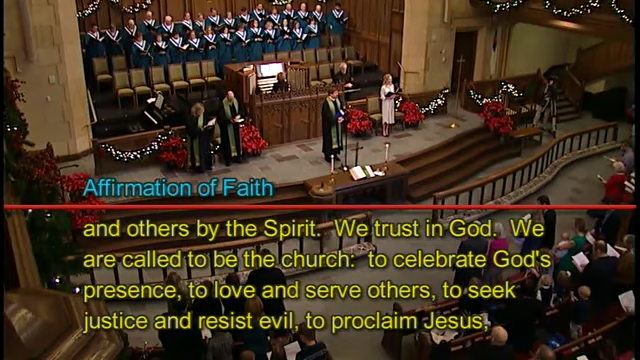 Affirmation of Faith
and others by the Spirit.  We trust in God.  We
are called to be the church:  to celebrate God's
presence, to love and serve others, to seek
justice and resist evil, to proclaim Jesus,